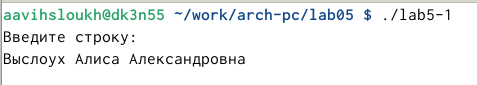 aavihsloukh@dk3n55 ~/work/arch-pc/lab05 $ ./lab5-1
Введите строку:
Выслоух Алиса Александровна